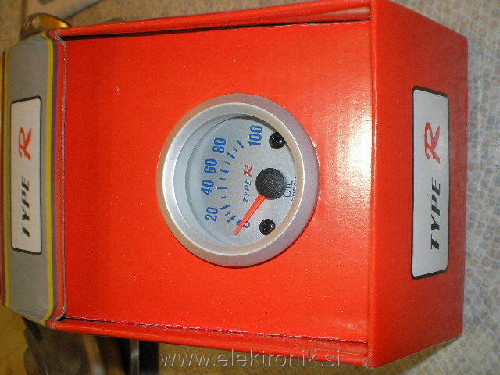 TYPE R
0 20 40 60 80 100
TYPE R
OIL
TYPE R
www.elektronik.si